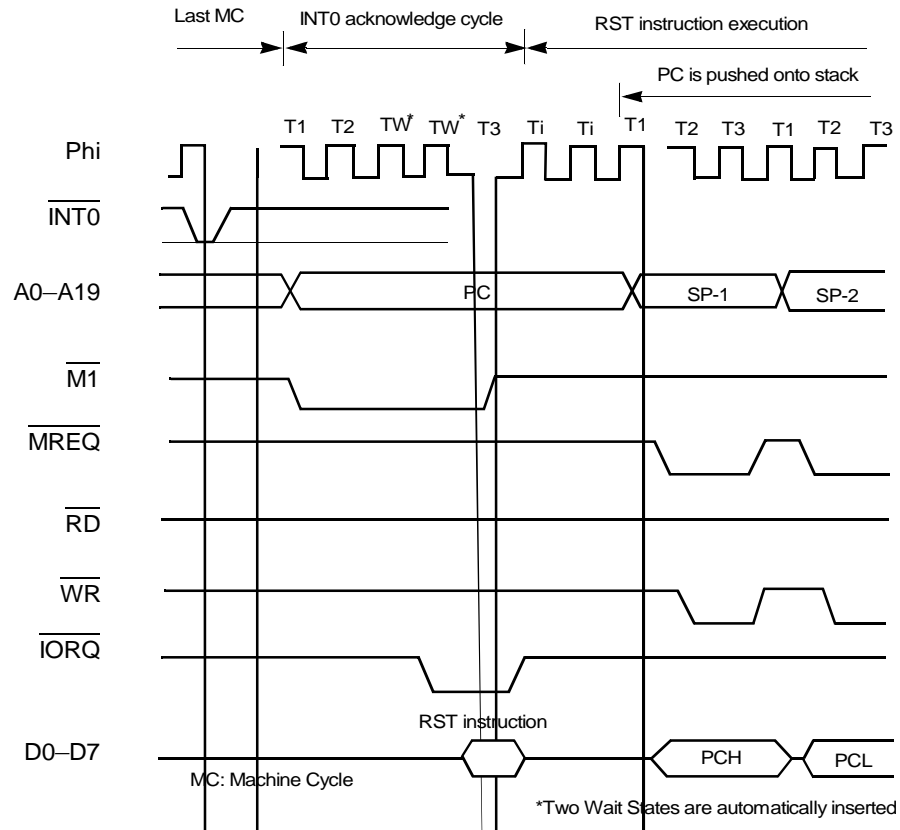 Last MC
INT0 acknowledge cycle
RST instruction execution
PC is pushed onto stack
T1 T2 TW* TW* T3 Ti Ti T1 T2 T3 T1 T2 T3
Phi
INT0
A0–A19 PC SP-1 SP-2
M1
MREQ
RD
WR
IORQ
RST instruction
D0–D7 PCH PCL
MC: Machine Cycle
*Two Wait States are automatically inserted